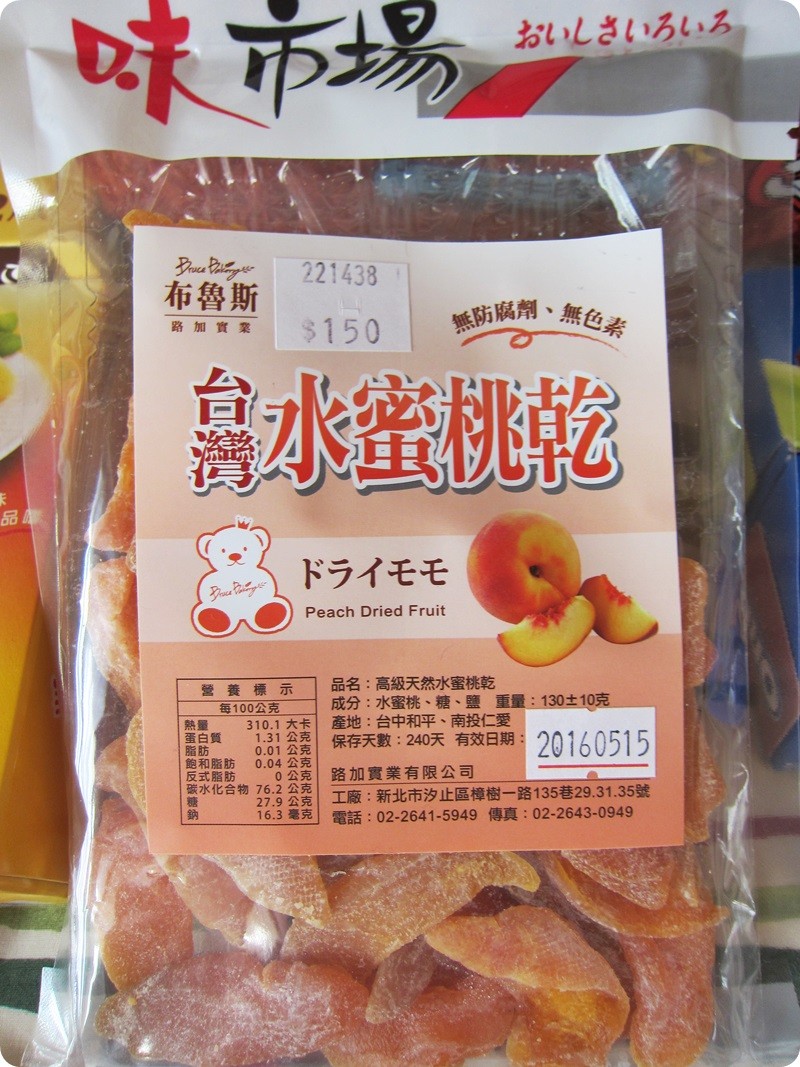 味市場
おいしさいろいろ
Bruce Bakery
布魯斯
路加實業
221438
$150
無防腐劑、無色素
台灣水蜜桃乾
Bruce Bakery
ドライモモ
Peach Dried Fruit
營養標示
每100公克
熱量 310.1 大卡
蛋白質 1.31 公克
脂肪 0.01 公克
飽和脂肪 0.04 公克
反式脂肪 0 公克
碳水化合物 76.2 公克
糖 27.9 公克
鈉 16.3 毫克
品名：高級天然水蜜桃乾
成分：水蜜桃、糖、鹽 重量：130±10克
產地：台中和平、南投仁愛
保存天數：240天 有效日期：20160515
路加實業有限公司
工廠：新北市汐止區樟樹一路135巷29.31.35號
電話：02-2641-5949 傳真：02-2643-0949